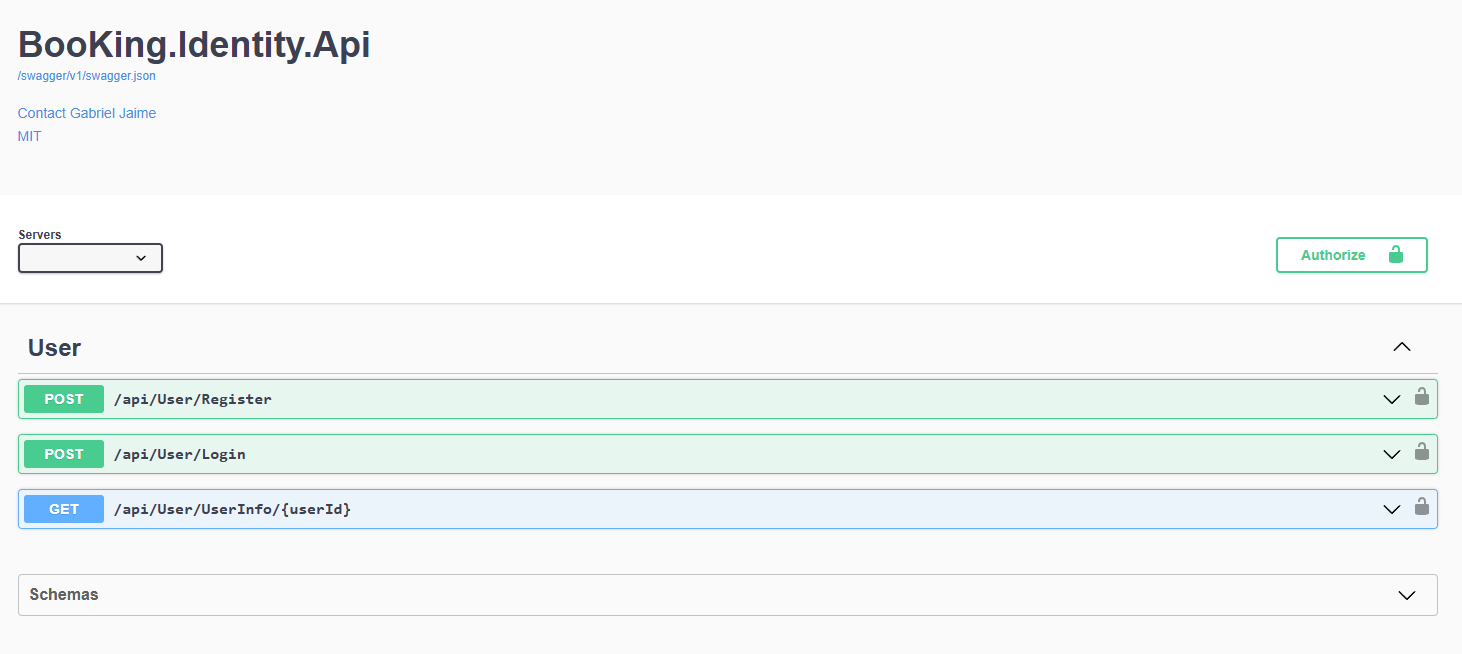 BooKing.Identity.Api
/swagger/v1/swagger.json
Contact Gabriel Jaime
MIT
Servers
Authorize
User
POST /api/User/Register
POST /api/User/Login
GET /api/User/UserInfo/{userId}
Schemas